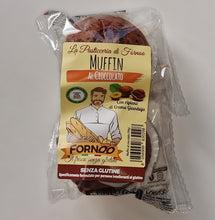 La Pasticceria di Fornoo
MUFFIN
AL CIOCCOLATO
Con ripieno
di Crema Gianduja
FORNOO
SENZA GLUTINE
Specificamente formulato per persone intolleranti al glutine